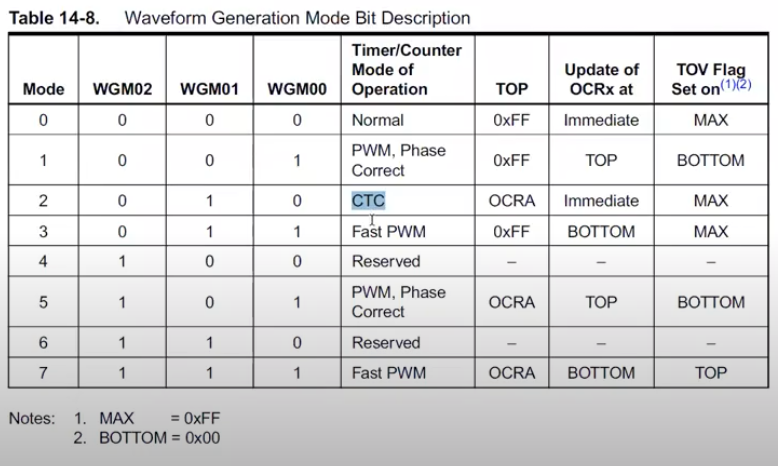 Table 14-8. Waveform Generation Mode Bit Description
Mode WGM02 WGM01 WGM00 Timer/Counter Mode of Operation TOP Update of OCRx at TOV Flag Set on(1)(2)
0 0 0 0 Normal 0xFF Immediate MAX
1 0 0 1 PWM, Phase Correct 0xFF TOP BOTTOM
2 0 1 0 CTC OCRA Immediate MAX
3 0 1 1 Fast PWM 0xFF BOTTOM MAX
4 1 0 0 Reserved – – –
5 1 0 1 PWM, Phase Correct OCRA TOP BOTTOM
6 1 1 0 Reserved – – –
7 1 1 1 Fast PWM OCRA BOTTOM TOP
Notes: 1. MAX = 0xFF
2. BOTTOM = 0x00